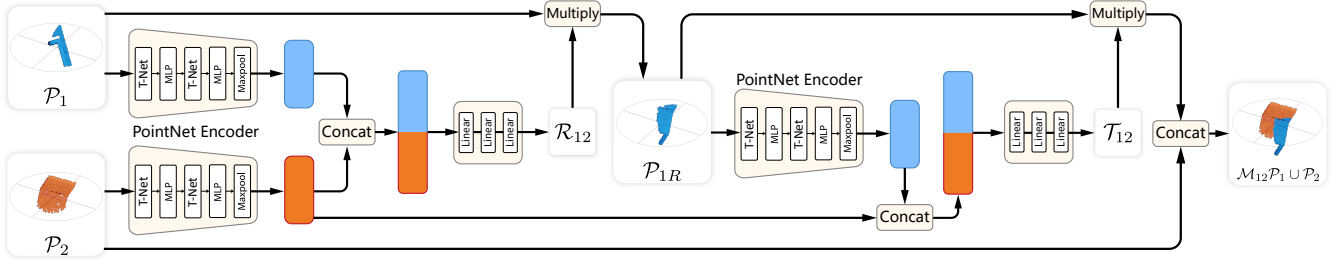 Multiply
Multiply
T-Net
MLP
T-Net
MLP
Maxpool
PointNet Encoder
𝒫₁
Concat
Linear
Linear
Linear
ℛ₁₂
PointNet Encoder
T-Net
MLP
T-Net
MLP
Maxpool
𝒫₁R
Linear
Linear
Linear
𝒯₁₂
Concat
ℳ₁₂𝒫₁ ∪ 𝒫₂
T-Net
MLP
T-Net
MLP
Maxpool
𝒫₂
Concat